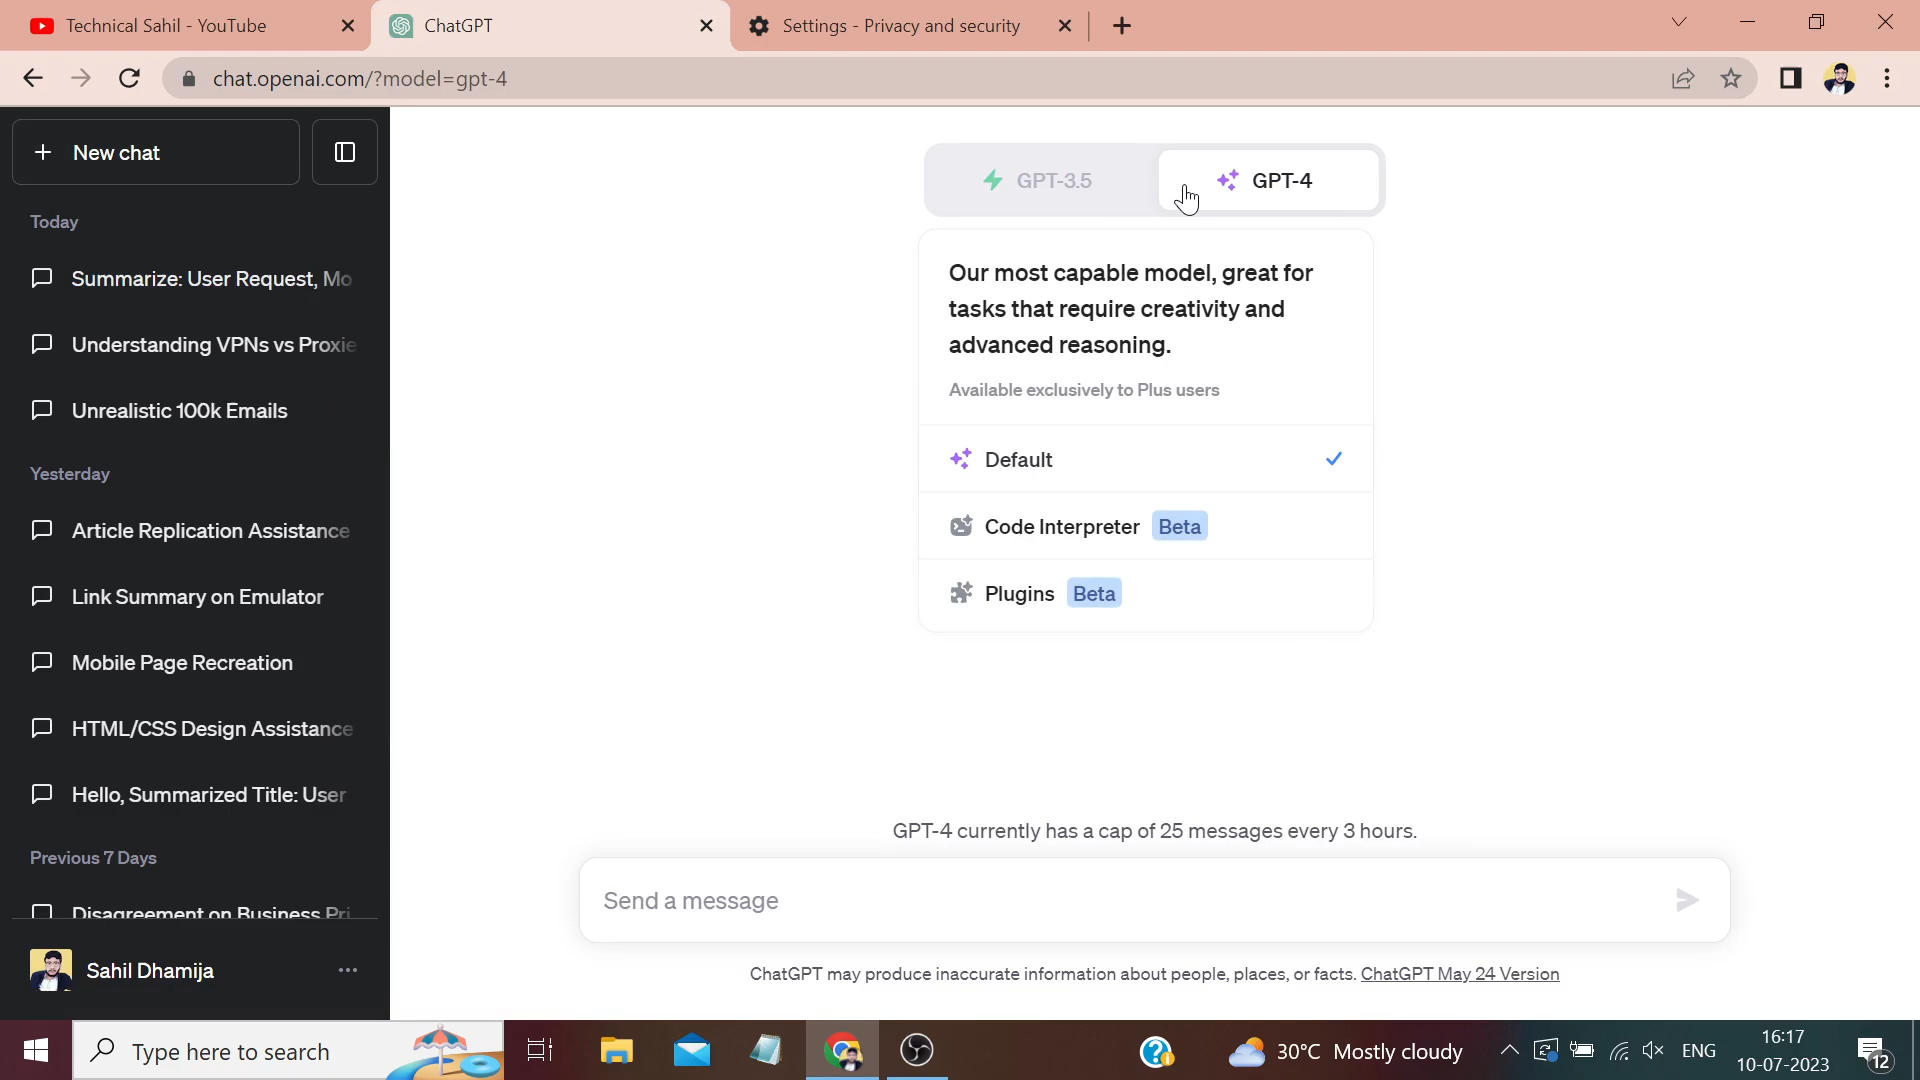 Technical Sahil - YouTube
ChatGPT
Settings - Privacy and security
chat.openai.com/?model=gpt-4
New chat
Today
Summarize: User Request, Mo
Understanding VPNs vs Proxie
Unrealistic 100k Emails
Yesterday
Article Replication Assistance
Link Summary on Emulator
Mobile Page Recreation
HTML/CSS Design Assistance
Hello, Summarized Title: User
Previous 7 Days
Disagreement on Business Pri
Sahil Dhamija
GPT-3.5
GPT-4
Our most capable model, great for
tasks that require creativity and
advanced reasoning.
Available exclusively to Plus users
Default
Code Interpreter Beta
Plugins Beta
GPT-4 currently has a cap of 25 messages every 3 hours.
Send a message
ChatGPT may produce inaccurate information about people, places, or facts. ChatGPT May 24 Version
Type here to search
30°C Mostly cloudy
ENG
16:17
10-07-2023
12